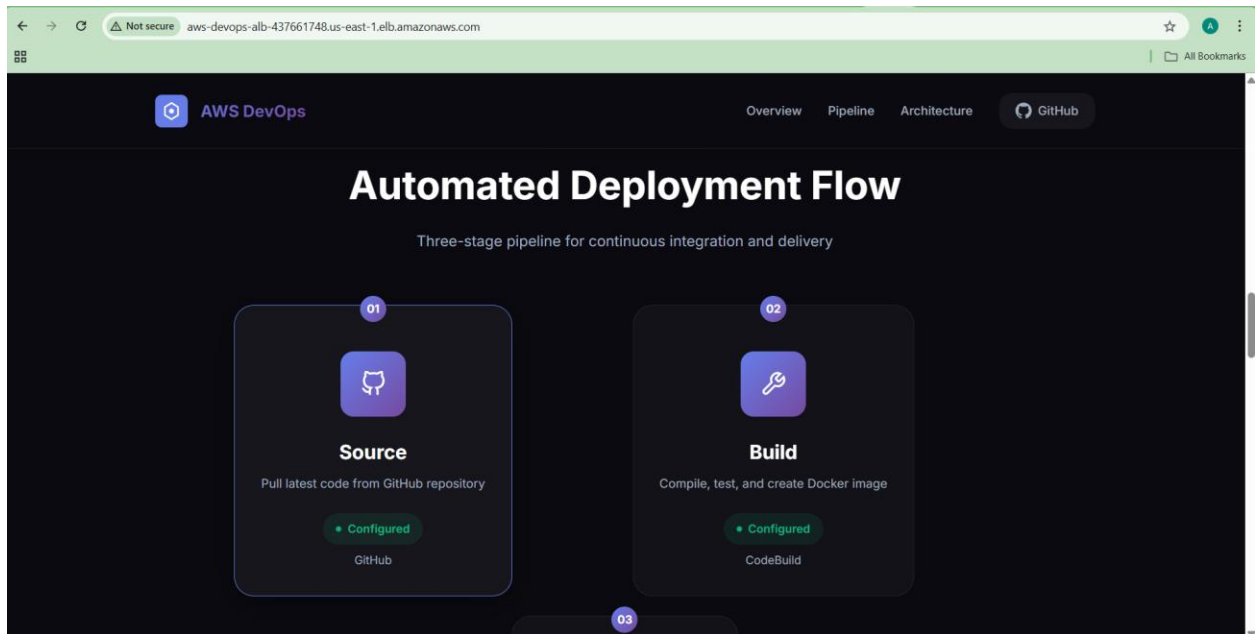 Not secure aws-devops-alb-437661748.us-east-1.elb.amazonaws.com
A
All Bookmarks
AWS DevOps
Overview Pipeline Architecture GitHub
Automated Deployment Flow
Three-stage pipeline for continuous integration and delivery
01
Source
Pull latest code from GitHub repository
Configured
GitHub
02
Build
Compile, test, and create Docker image
Configured
CodeBuild
03